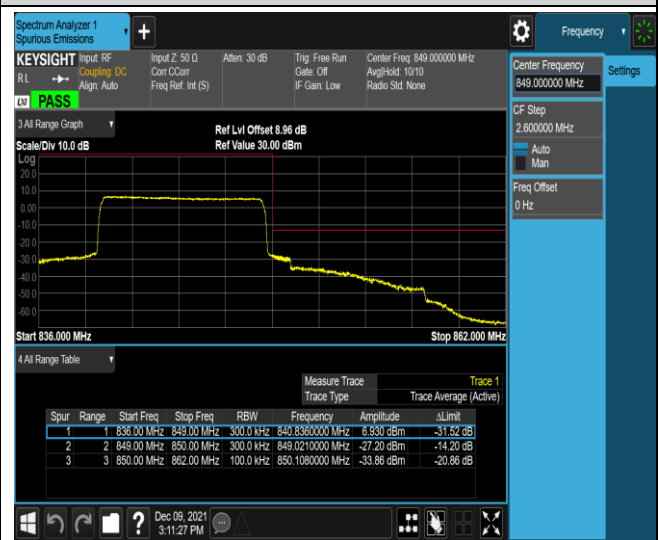 Spectrum Analyzer 1
Spurious Emissions
Frequency
KEYSIGHT
RL
LXI
PASS
Input: RF
Coupling: DC
Align: Auto
Input Z: 50 Ω
Corr CCorr
Freq Ref: Int (S)
Atten: 30 dB
Trig: Free Run
Gate: Off
IF Gain: Low
Center Freq: 849.000000 MHz
Avg|Hold: 10/10
Radio Std: None
Center Frequency
849.000000 MHz
Settings
CF Step
2.600000 MHz
Auto
Man
Freq Offset
0 Hz
3 All Range Graph
Scale/Div 10.0 dB
Ref Lvl Offset 8.96 dB
Ref Value 30.00 dBm
Log
20.0
10.0
0.00
-10.0
-20.0
-30.0
-40.0
-50.0
-60.0
Start 836.000 MHz
Stop 862.000 MHz
4 All Range Table
Measure Trace Trace 1
Trace Type Trace Average (Active)
Spur Range Start Freq Stop Freq RBW Frequency Amplitude ΔLimit
1 1 836.00 MHz 849.00 MHz 300.0 kHz 840.8360000 MHz 6.930 dBm -31.52 dB
2 2 849.00 MHz 850.00 MHz 300.0 kHz 849.0210000 MHz -27.20 dBm -14.20 dB
3 3 850.00 MHz 862.00 MHz 100.0 kHz 850.1080000 MHz -33.86 dBm -20.86 dB
?
Dec 09, 2021
3:11:27 PM